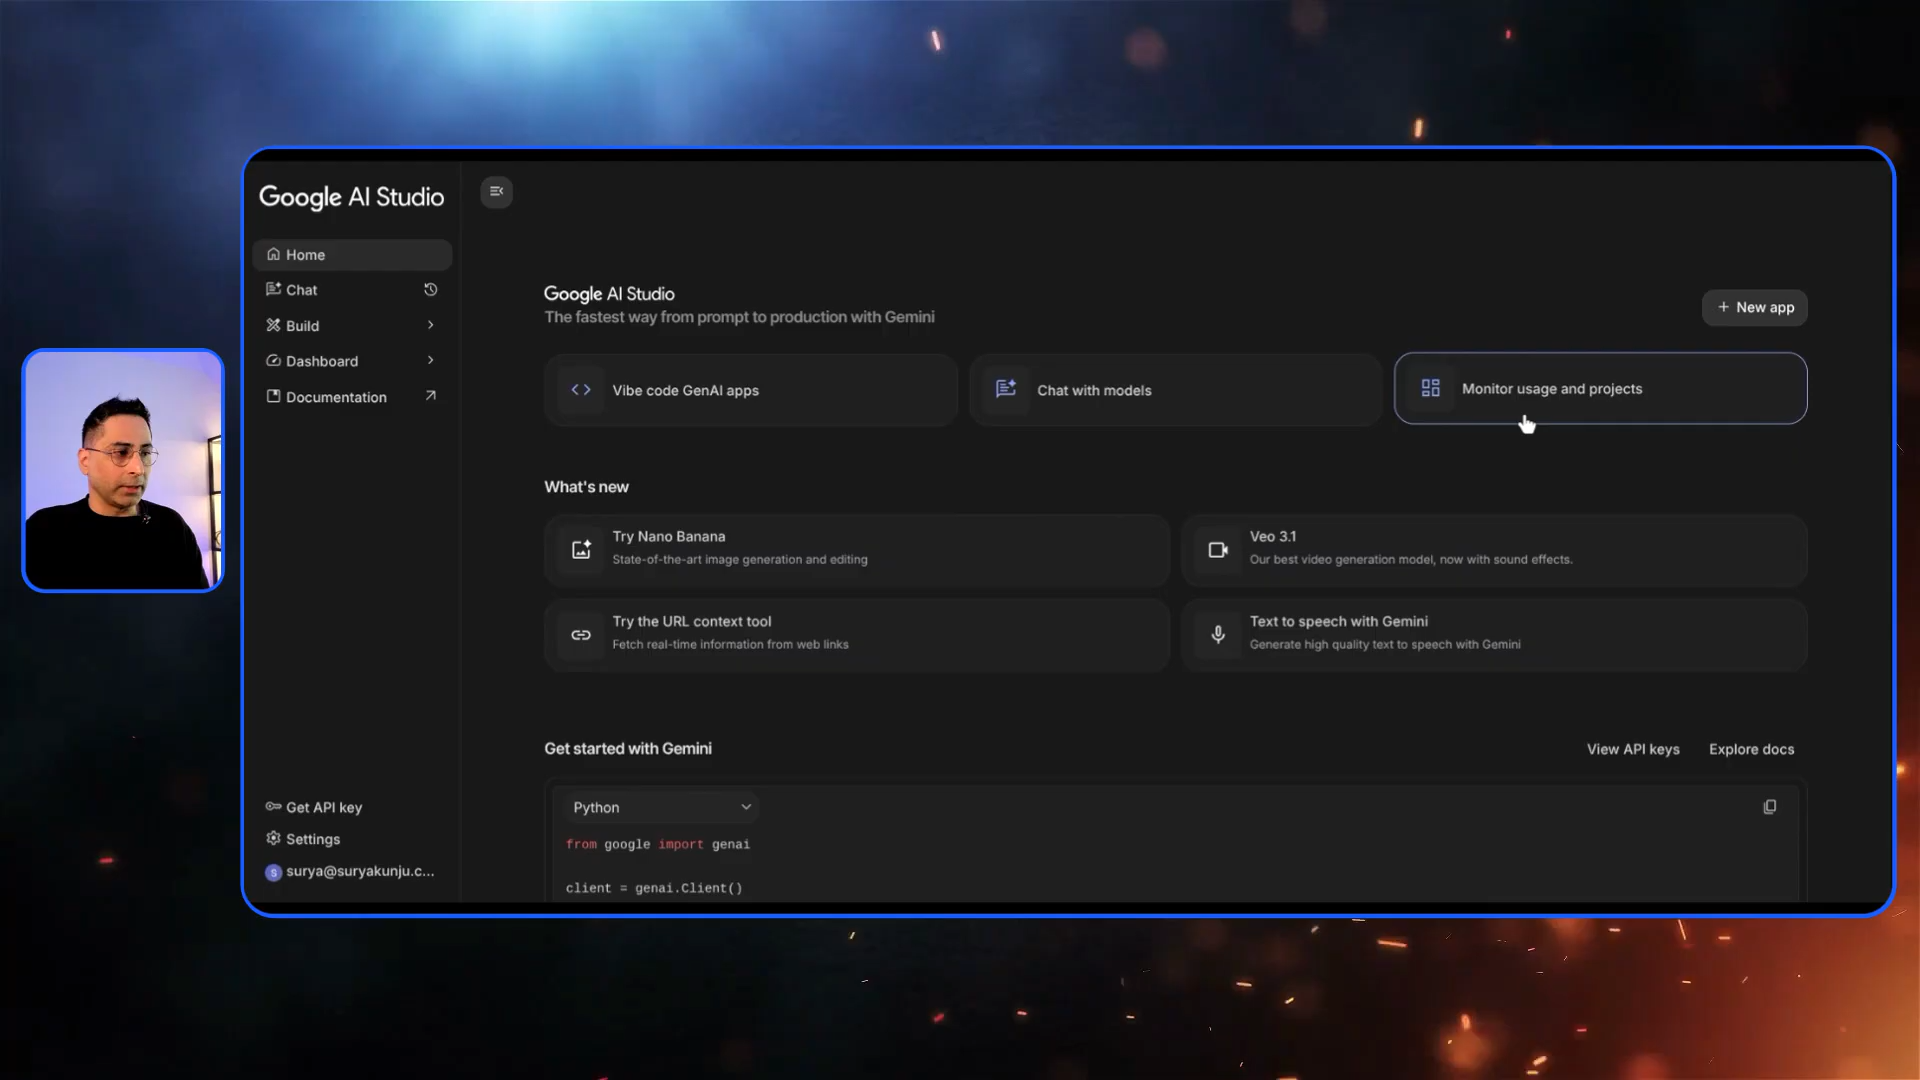 Google AI Studio
Home
Chat
Build
Dashboard
Documentation
Get API key
Settings
S
surya@suryakunju.c...
Google AI Studio
The fastest way from prompt to production with Gemini
+ New app
Vibe code GenAI apps
Chat with models
Monitor usage and projects
What's new
Try Nano Banana
State-of-the-art image generation and editing
Veo 3.1
Our best video generation model, now with sound effects.
Try the URL context tool
Fetch real-time information from web links
Text to speech with Gemini
Generate high quality text to speech with Gemini
Get started with Gemini
View API keys
Explore docs
Python
from google import genai
client = genai.Client()